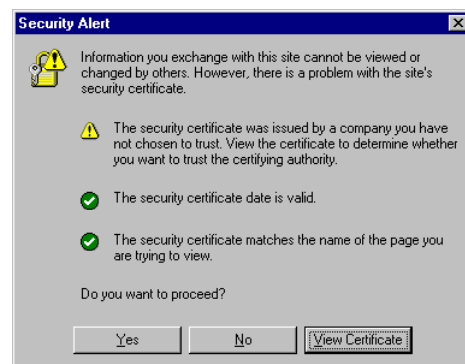 Security Alert
Information you exchange with this site cannot be viewed or
changed by others. However, there is a problem with the site's
security certificate.
The security certificate was issued by a company you have
not chosen to trust. View the certificate to determine whether
you want to trust the certifying authority.
The security certificate date is valid.
The security certificate matches the name of the page you
are trying to view.
Do you want to proceed?
Yes No View Certificate